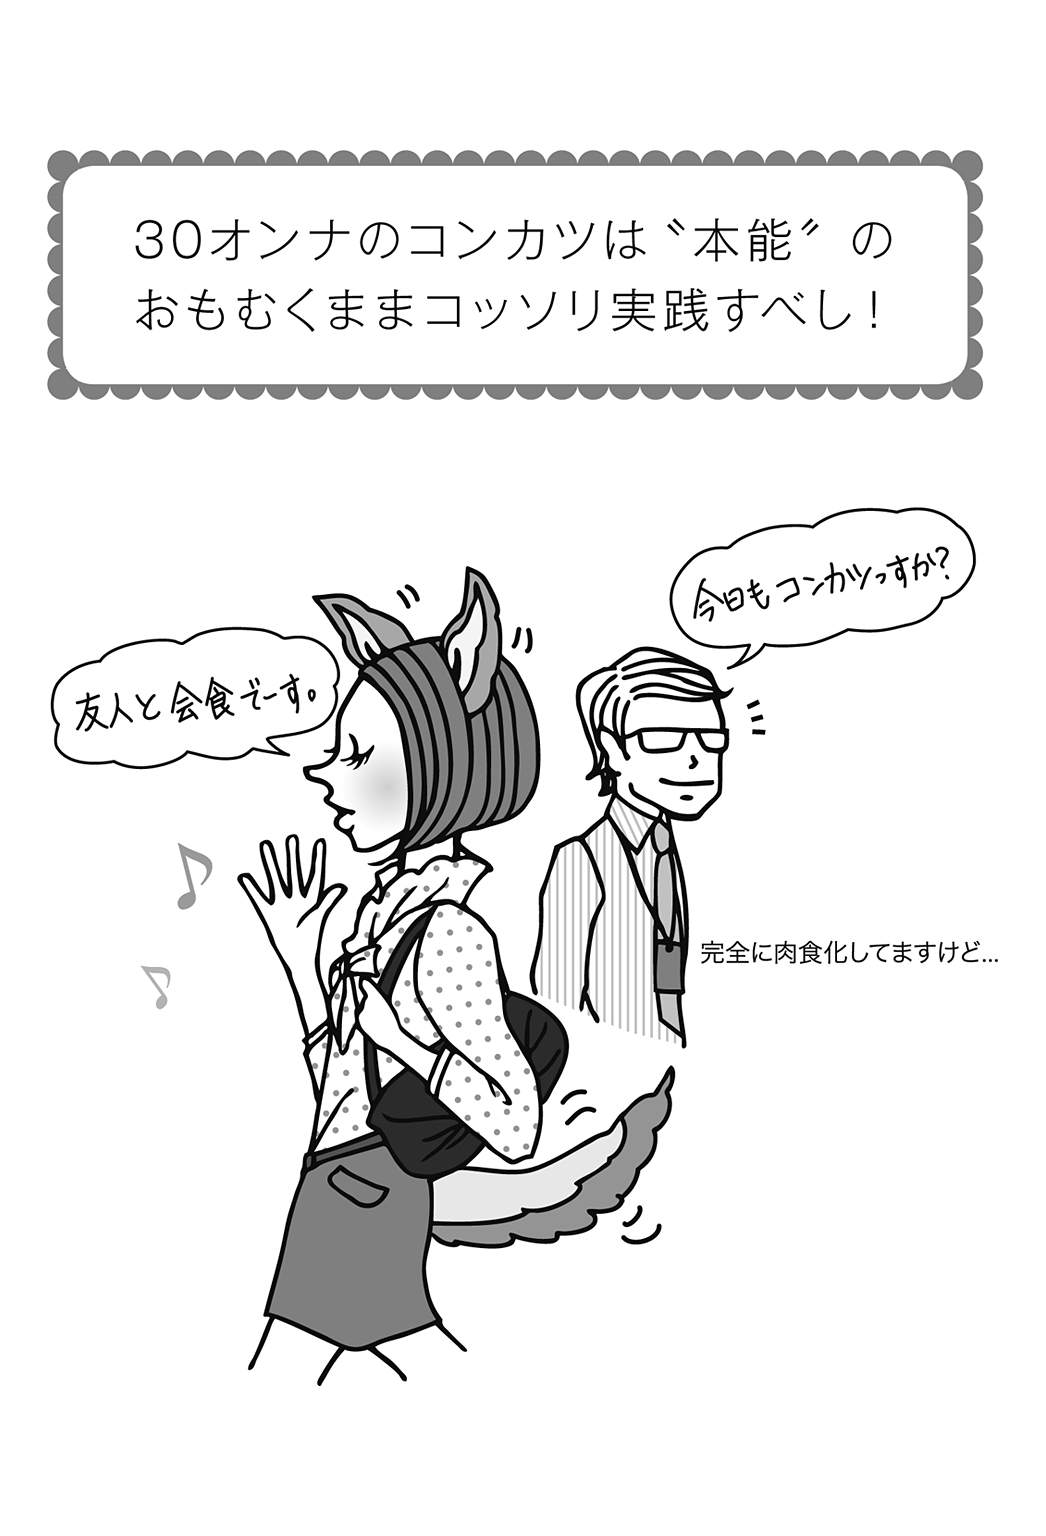 30オンナのコンカツは〝本能〟の
おもむくままコッソリ実践すべし！
今日もコンカツっすか?
友人と会食でーす。
完全に肉食化してますけど…